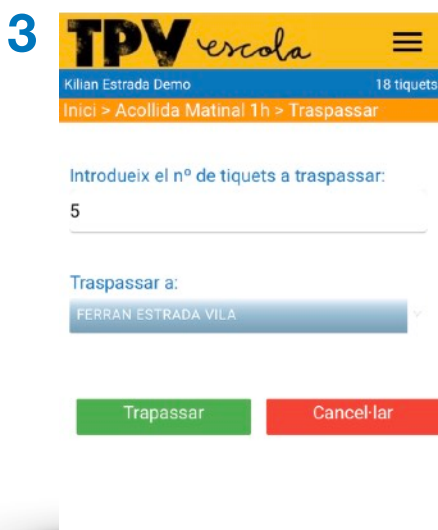 3
TPV escola
Kilian Estrada Demo 18 tiquets
Inici > Acollida Matinal 1h > Traspassar
Introdueix el nº de tiquets a traspassar:
5
Traspassar a:
FERRAN ESTRADA VILA
Trapassar Cancel·lar